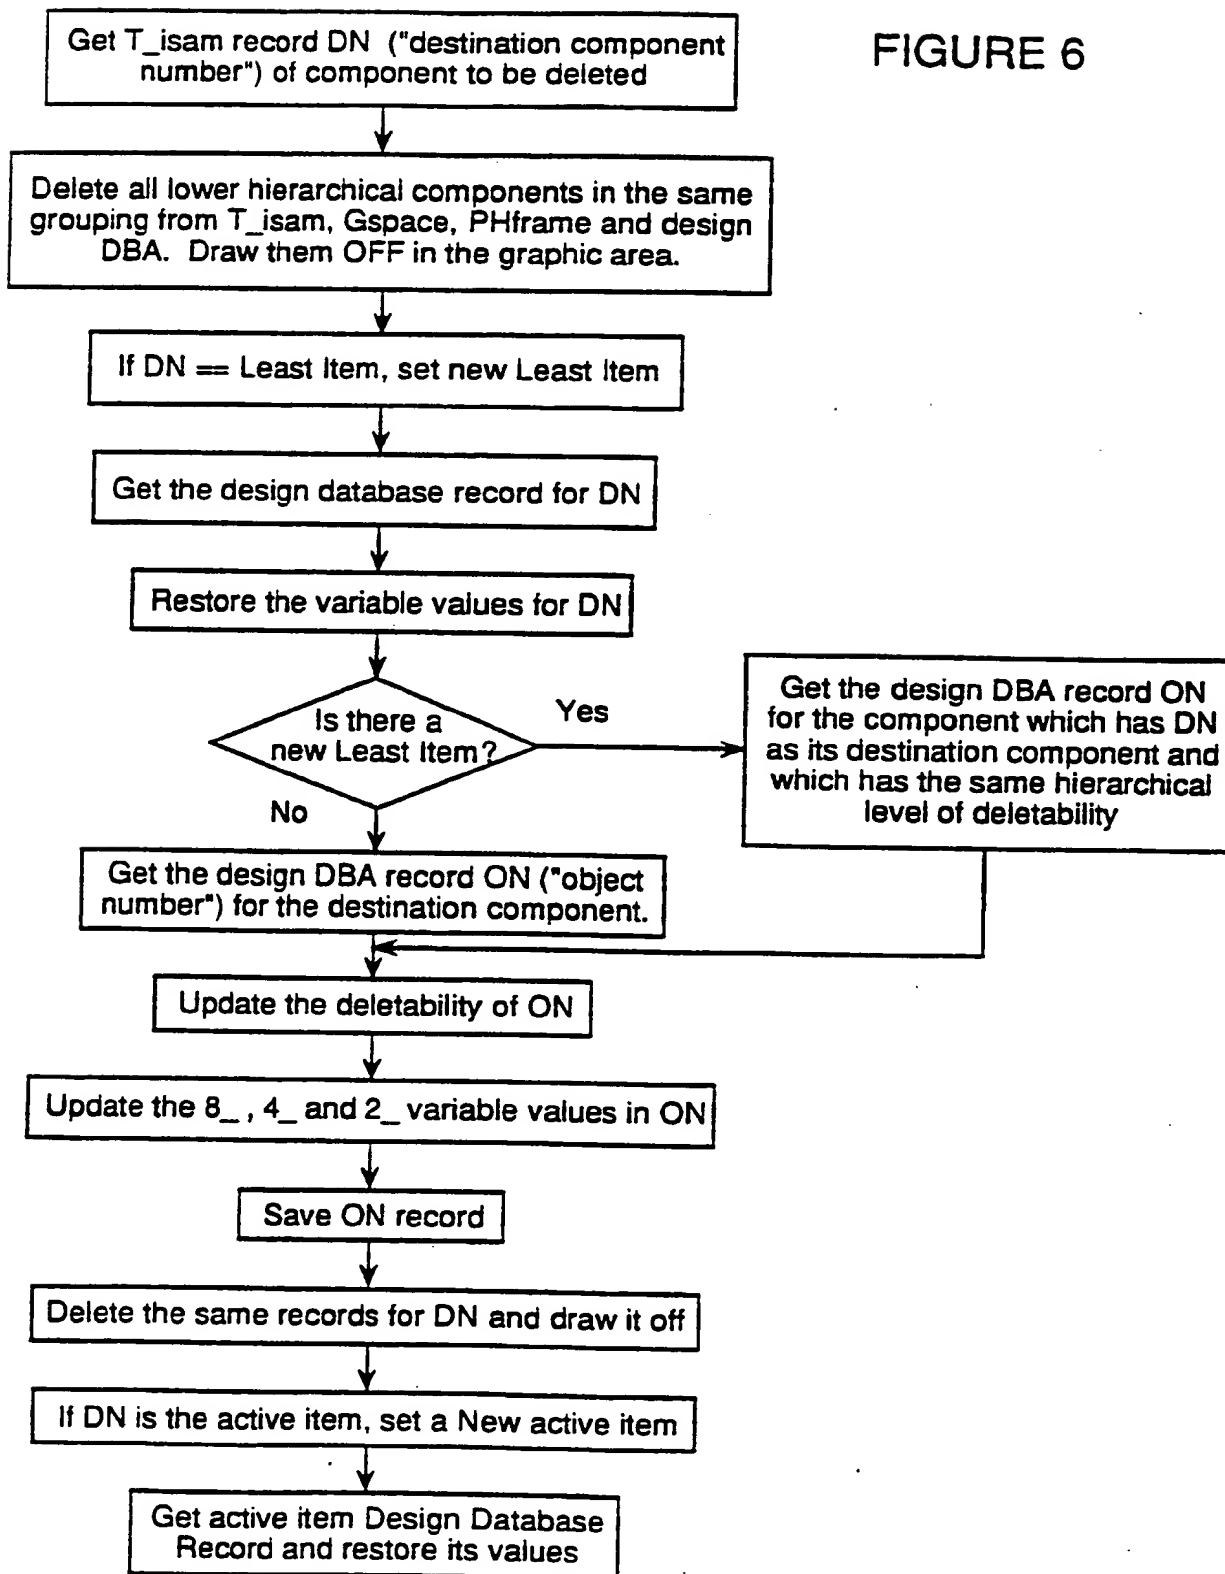 FIGURE 6
Get T_isam record DN ("destination component
number") of component to be deleted
Delete all lower hierarchical components in the same
grouping from T_isam, Gspace, PHframe and design
DBA. Draw them OFF in the graphic area.
If DN == Least Item, set new Least Item
Get the design database record for DN
Restore the variable values for DN
Is there a
new Least Item?
Yes
No
Get the design DBA record ON
for the component which has DN
as its destination component and
which has the same hierarchical
level of deletability
Get the design DBA record ON ("object
number") for the destination component.
Update the deletability of ON
Update the 8_ , 4_ and 2_ variable values in ON
Save ON record
Delete the same records for DN and draw it off
If DN is the active item, set a New active item
Get active item Design Database
Record and restore its values